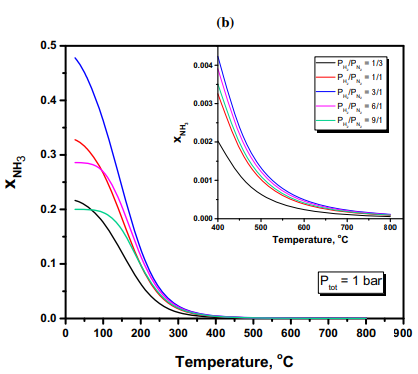 (b)
P_H₂/P_N₂ = 1/3
P_H₂/P_N₂ = 1/1
P_H₂/P_N₂ = 3/1
P_H₂/P_N₂ = 6/1
P_H₂/P_N₂ = 9/1
0.004
0.003
0.002
0.001
0.000
X_NH₃
400 500 600 700 800
Temperature, °C
0.5
0.4
0.3
0.2
0.1
0.0
X_NH₃
P_tot = 1 bar
0 100 200 300 400 500 600 700 800 900
Temperature, °C